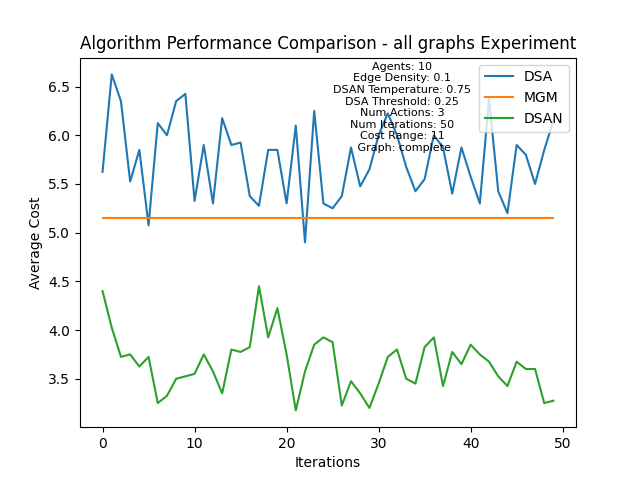 Algorithm Performance Comparison - all graphs Experiment
Agents: 10
Edge Density: 0.1
DSAN Temperature: 0.75
DSA Threshold: 0.25
Num Actions: 3
Num Iterations: 50
Cost Range: 11
Graph: complete
DSA
MGM
DSAN
Average Cost
6.5
6.0
5.5
5.0
4.5
4.0
3.5
0
10
20
30
40
50
Iterations